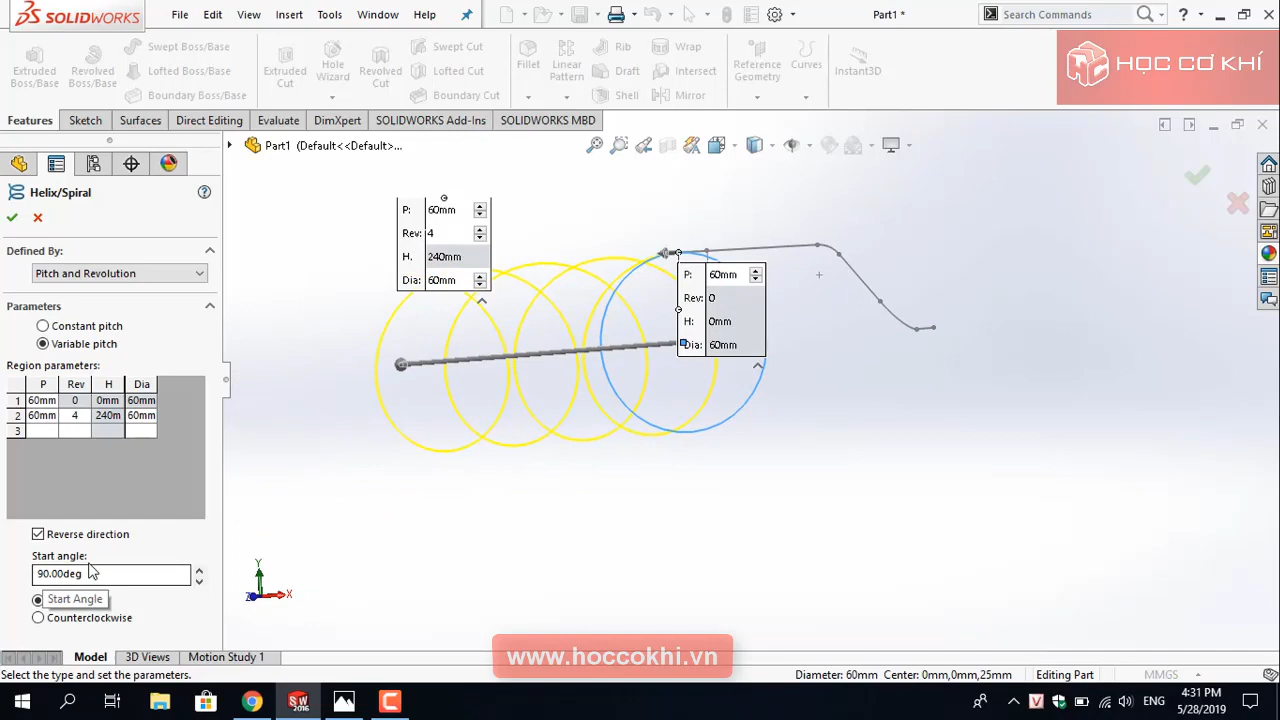 SOLIDWORKS
File Edit View Insert Tools Window Help
Part1 *
Search Commands
?
Extruded Boss/Base
Revolved Boss/Base
Swept Boss/Base
Lofted Boss/Base
Boundary Boss/Base
Extruded Cut
Hole Wizard
Revolved Cut
Swept Cut
Lofted Cut
Boundary Cut
Fillet
Linear Pattern
Rib
Draft
Shell
Wrap
Intersect
Mirror
Reference Geometry
Curves
Instant3D
HỌC CƠ KHÍ
Features Sketch Surfaces Direct Editing Evaluate DimXpert SOLIDWORKS Add-Ins SOLIDWORKS MBD
Part1 (Default<<Default>...
Helix/Spiral
Defined By:
Pitch and Revolution
Parameters
Constant pitch
Variable pitch
Region parameters:
P Rev H Dia
1 60mm 0 0mm 60mm
2 60mm 4 240m 60mm
3
Reverse direction
Start angle:
90.00deg
Start Angle
Counterclockwise
P: 60mm
Rev: 4
H. 240mm
Dia: 60mm
P: 60mm
Rev: 0
H: 0mm
Dia: 60mm
Y
Z X
Model 3D Views Motion Study 1
www.hoccokhi.vn
Select the type and set the parameters.
Diameter: 60mm Center: 0mm,0mm,25mm
Editing Part
MMGS
SW 2016
V
ENG
4:31 PM
5/28/2019